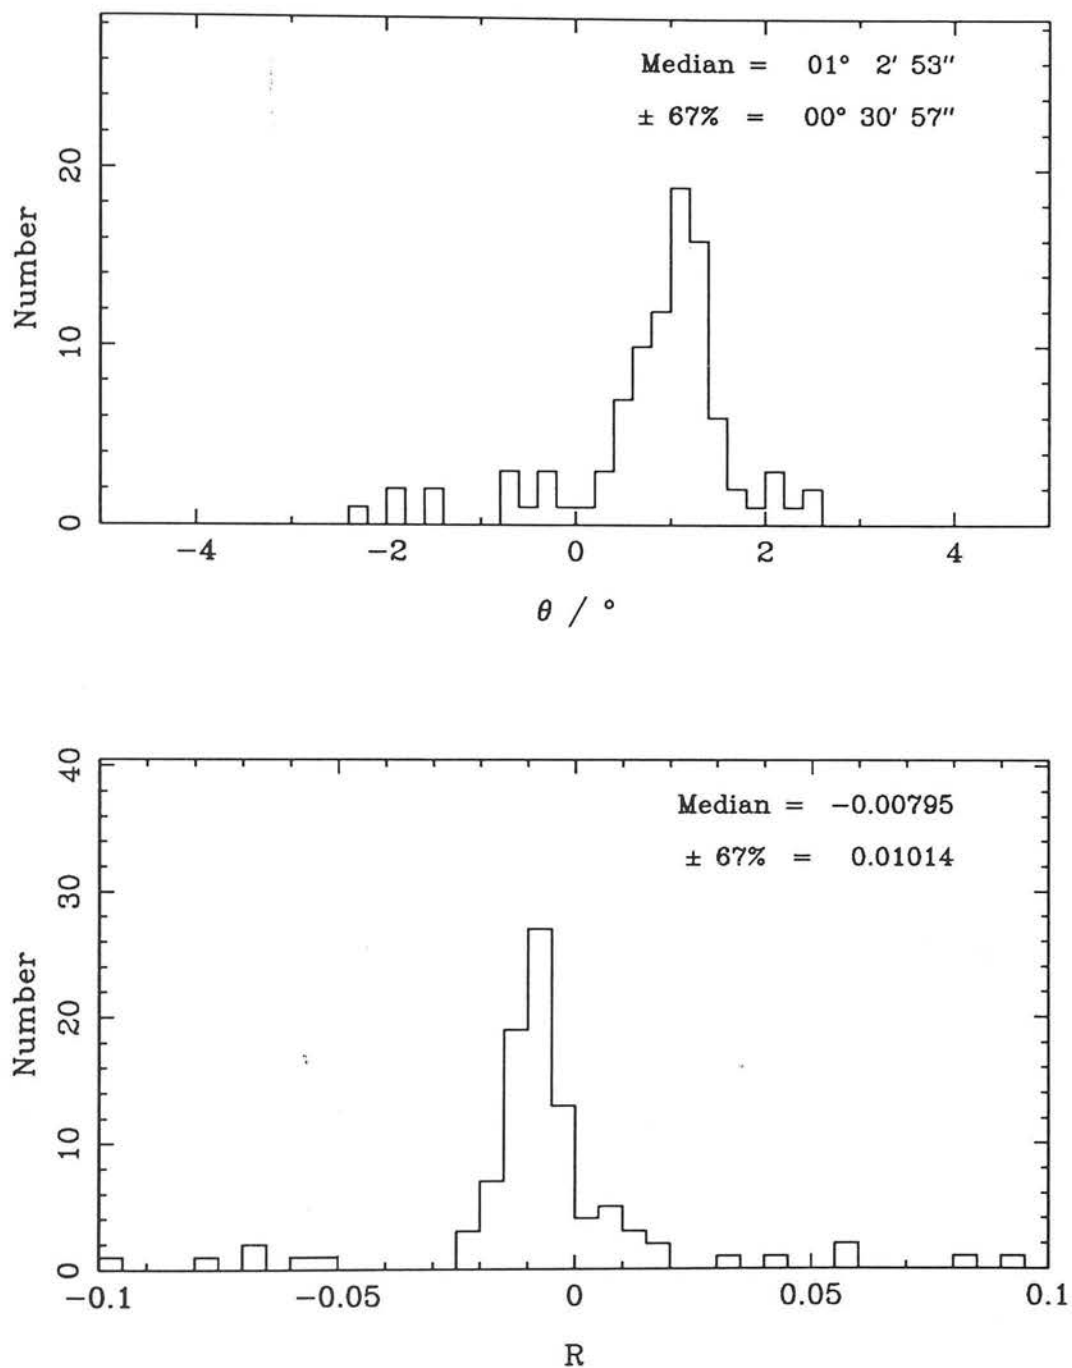 Median = 01° 2′ 53″
± 67% = 00° 30′ 57″
20
10
0
Number
−4 −2 0 2 4
θ / °
40
30
20
10
0
Number
Median = −0.00795
± 67% = 0.01014
−0.1 −0.05 0 0.05 0.1
R